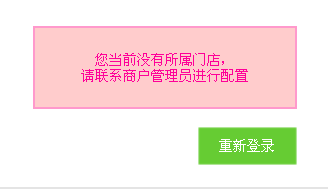 您当前没有所属门店，
请联系商户管理员进行配置
重新登录